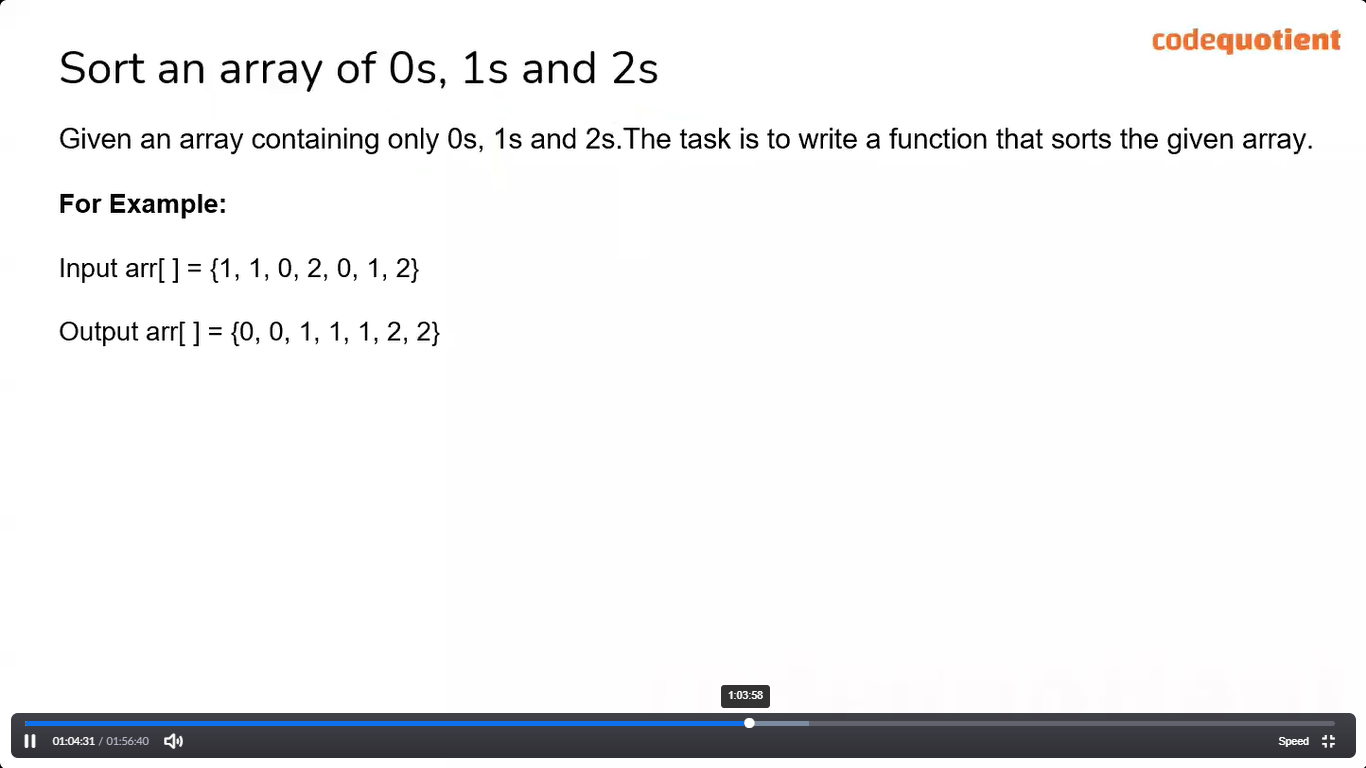 codequotient
Sort an array of 0s, 1s and 2s
Given an array containing only 0s, 1s and 2s.The task is to write a function that sorts the given array.
For Example:
Input arr[ ] = {1, 1, 0, 2, 0, 1, 2}
Output arr[ ] = {0, 0, 1, 1, 1, 2, 2}
1:03:58
01:04:31 / 01:56:40
Speed